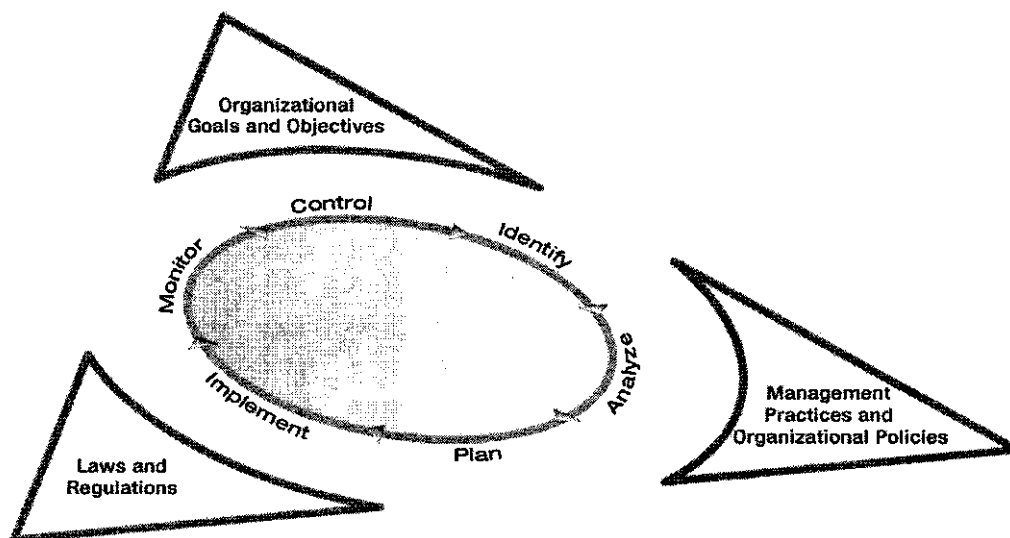 Organizational
Goals and Objectives
Control
Identify
Monitor
Analyze
Implement
Plan
Management
Practices and
Organizational Policies
Laws and
Regulations